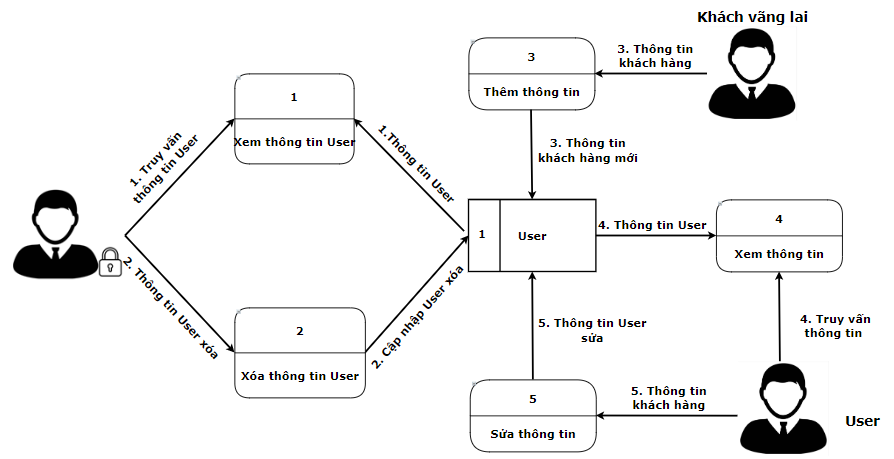 Khách vãng lai
3
Thêm thông tin
3. Thông tin
khách hàng
1
Xem thông tin User
1. Truy vấn
thông tin User
1.Thông tin User
3. Thông tin
khách hàng mới
1
User
4. Thông tin User
4
Xem thông tin
2. Thông tin User xóa
2
Xóa thông tin User
2. Cập nhập User xóa
5. Thông tin User
sửa
4. Truy vấn
thông tin
5
Sửa thông tin
5. Thông tin
khách hàng
User